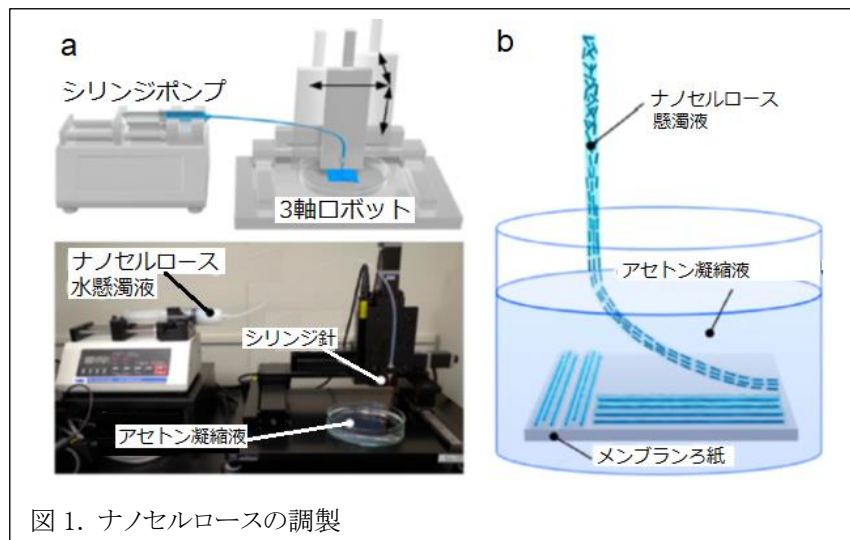 a
シリンジポンプ
3軸ロボット
ナノセルロース
水懸濁液
シリンジ針
アセトン凝縮液
b
ナノセルロース
懸濁液
アセトン凝縮液
メンブランろ紙
図 1. ナノセルロースの調製